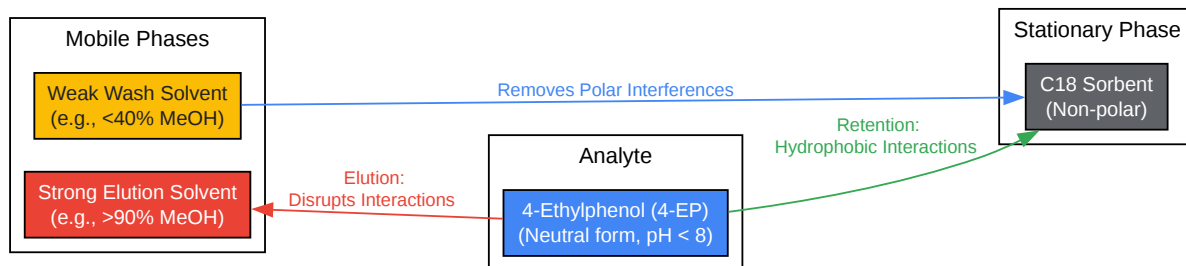 Mobile Phases
Weak Wash Solvent
(e.g., <40% MeOH)
Strong Elution Solvent
(e.g., >90% MeOH)
Removes Polar Interferences
Elution:
Disrupts Interactions
Analyte
4-Ethylphenol (4-EP)
(Neutral form, pH < 8)
Retention:
Hydrophobic Interactions
Stationary Phase
C18 Sorbent
(Non-polar)